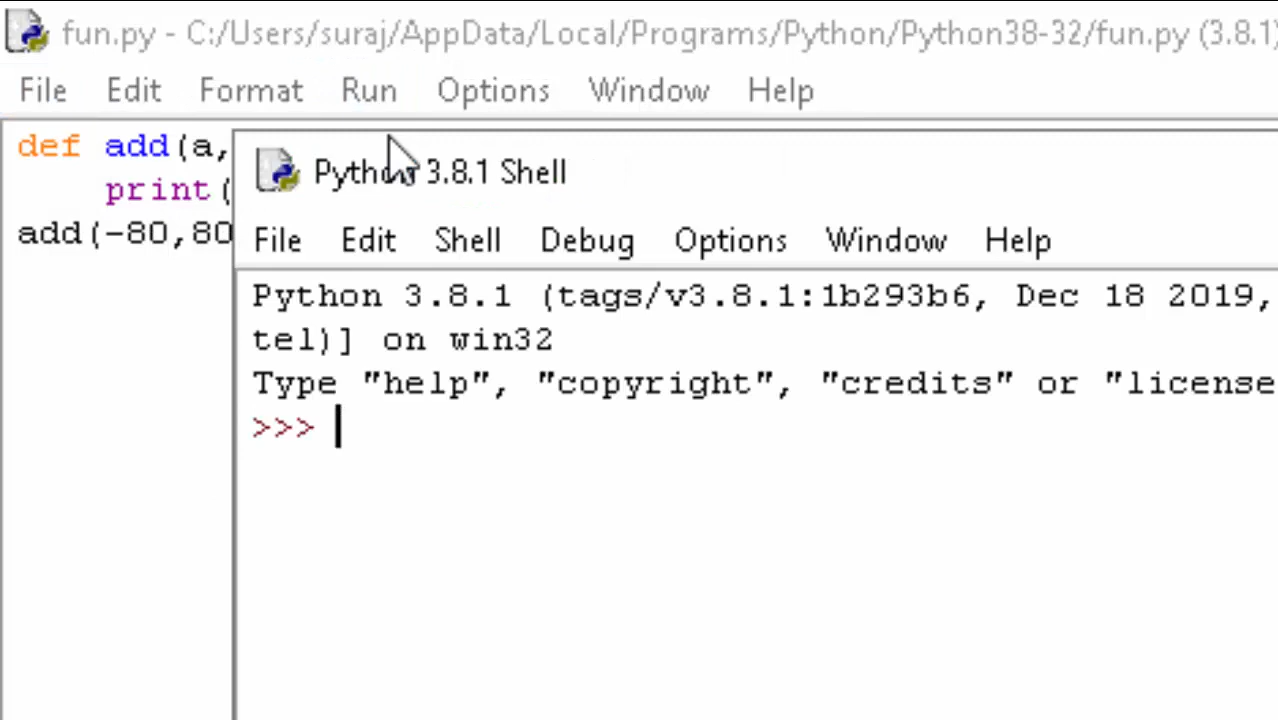 fun.py - C:/Users/suraj/AppData/Local/Programs/Python/Python38-32/fun.py (3.8.1)
File Edit Format Run Options Window Help
def add(a,
print(
add(-80,80
Python 3.8.1 Shell
File Edit Shell Debug Options Window Help
Python 3.8.1 (tags/v3.8.1:1b293b6, Dec 18 2019,
tel)] on win32
Type "help", "copyright", "credits" or "license
>>>